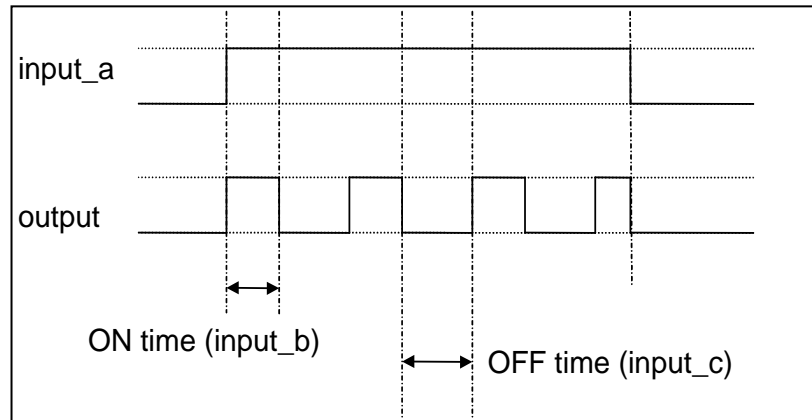 input_a
output
ON time (input_b)
OFF time (input_c)